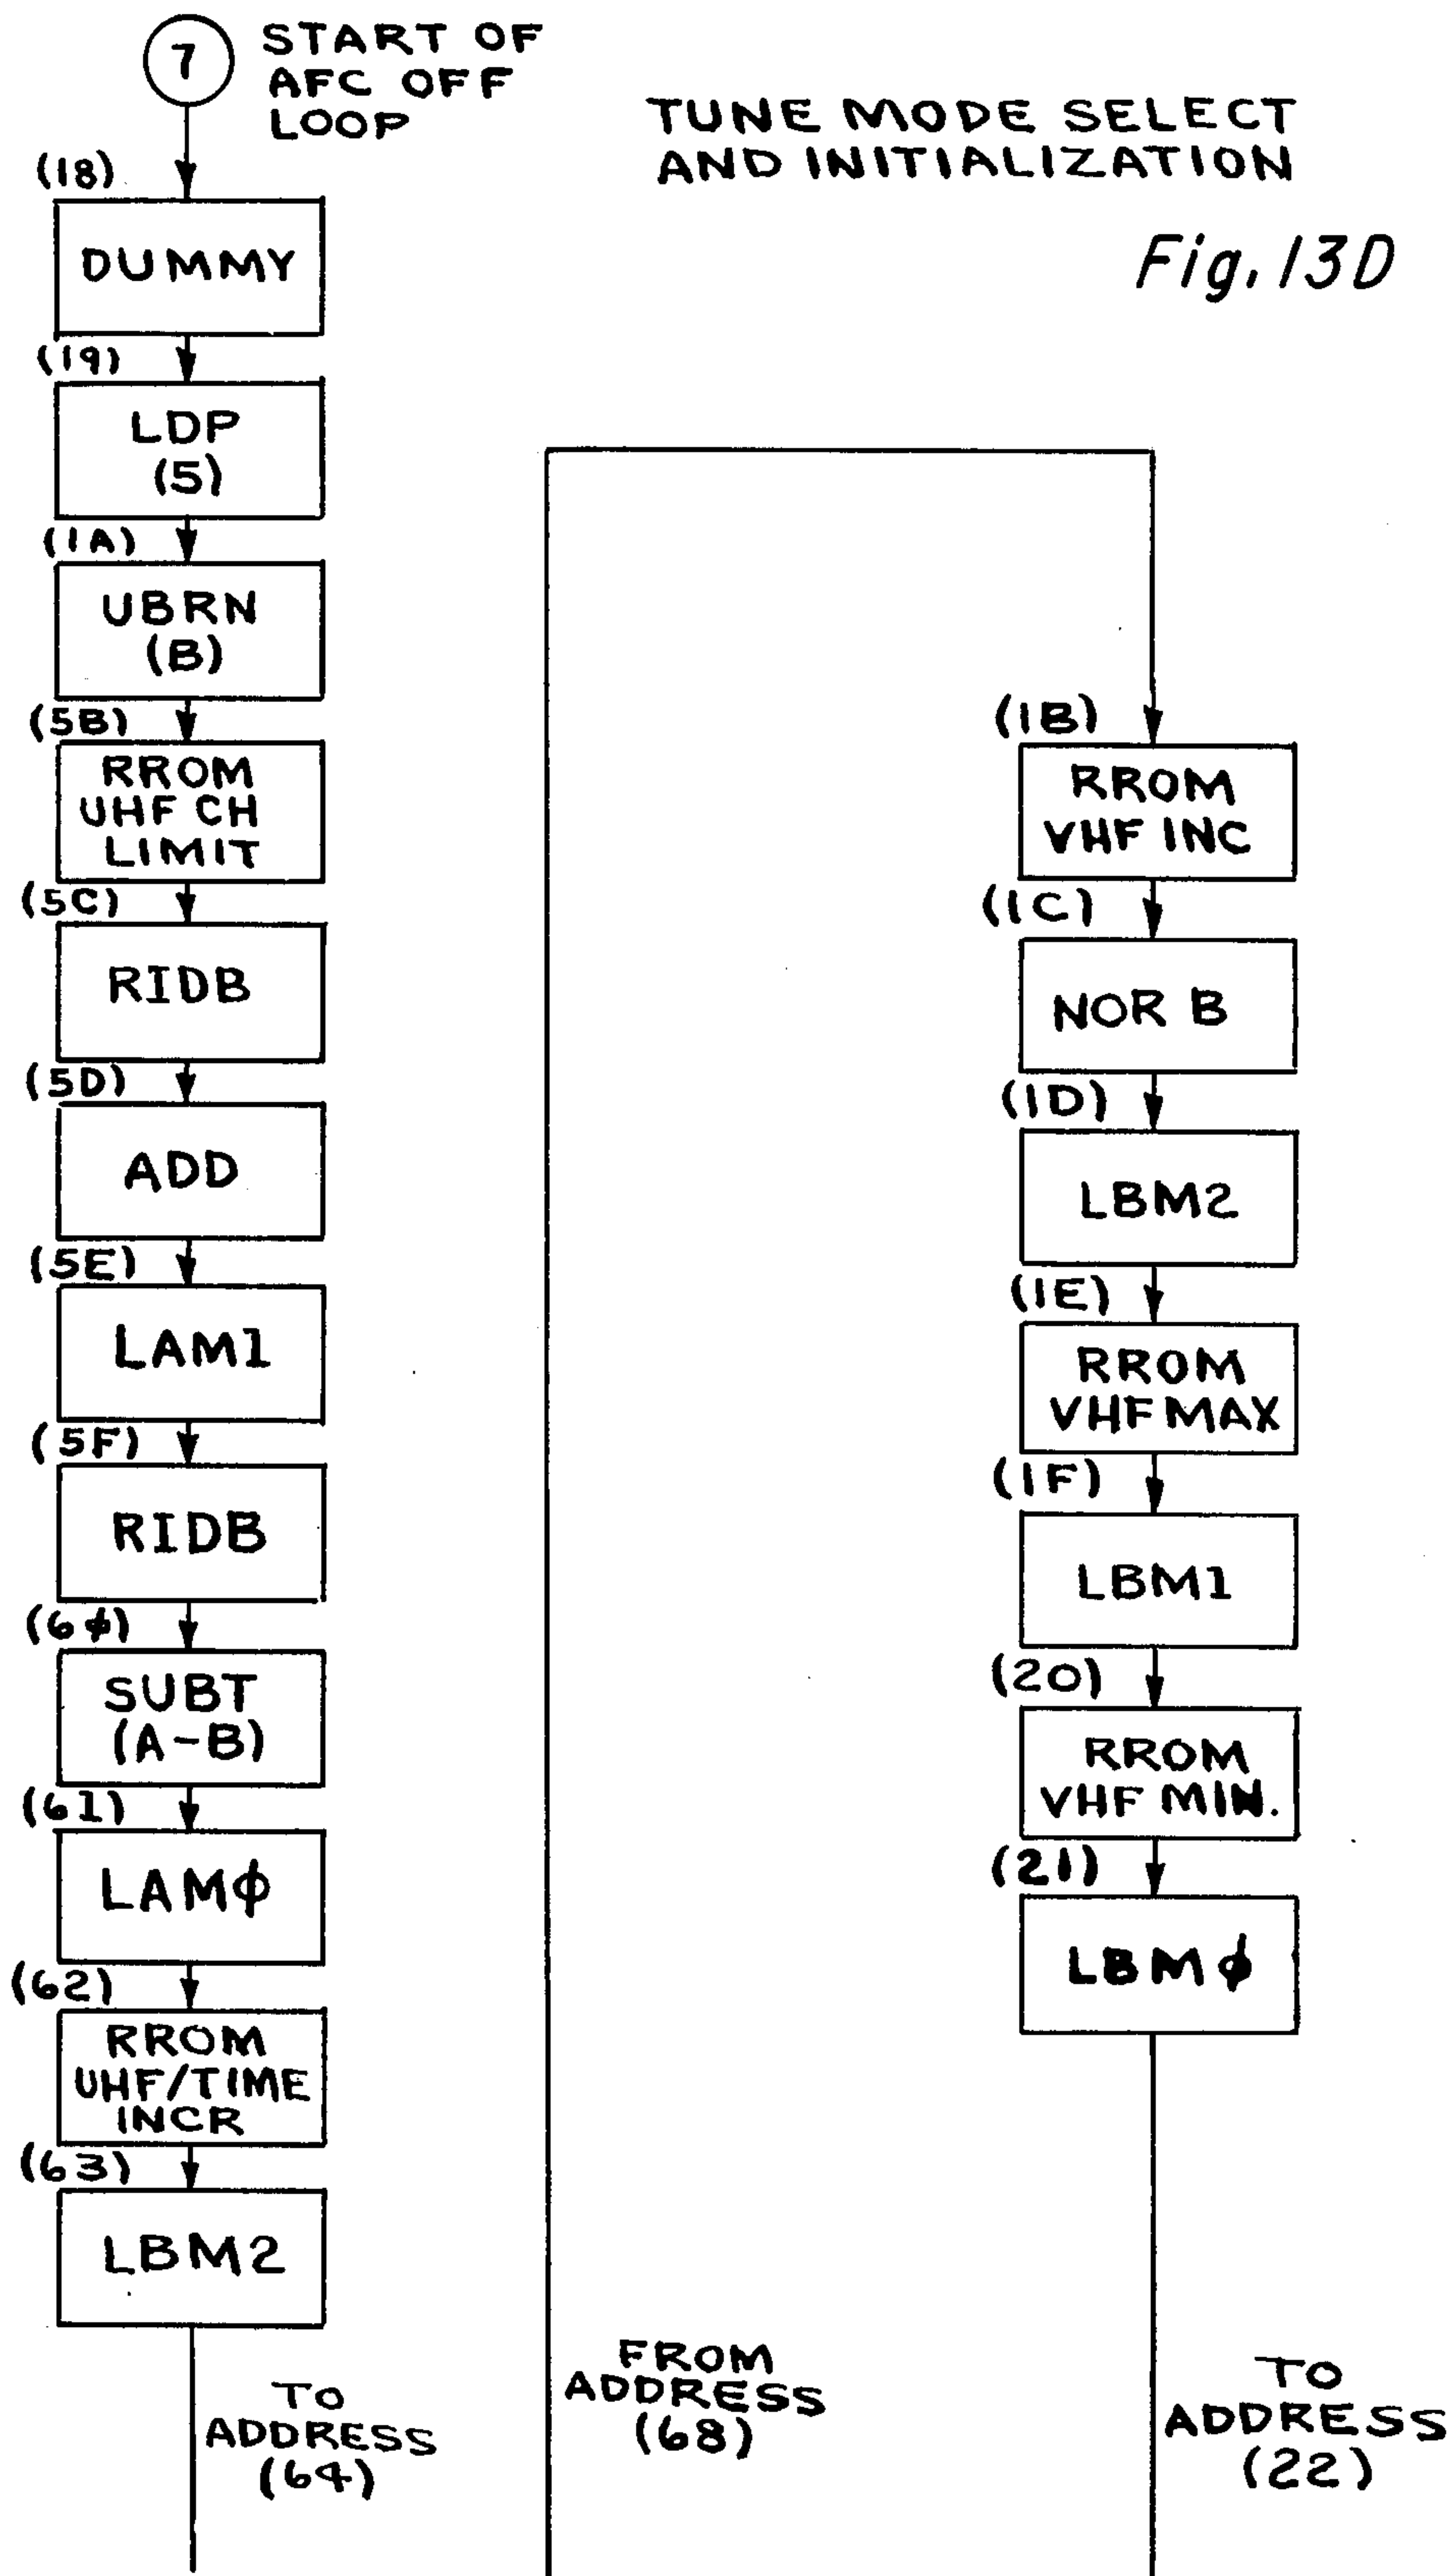 7
START OF
AFC OFF
LOOP
TUNE MODE SELECT
AND INITIALIZATION
Fig. 13D
(18)
DUMMY
(19)
LDP
(5)
(1A)
UBRN
(B)
(5B)
RROM
UHF CH
LIMIT
(5C)
RIDB
(5D)
ADD
(5E)
LAM1
(5F)
RIDB
(6ϕ)
SUBT
(A-B)
(61)
LAMϕ
(62)
RROM
UHF/TIME
INCR
(63)
LBM2
TO
ADDRESS
(64)
FROM
ADDRESS
(68)
(1B)
RROM
VHF INC
(1C)
NOR B
(1D)
LBM2
(1E)
RROM
VHF MAX
(1F)
LBM1
(20)
RROM
VHF MIN.
(21)
LBMϕ
TO
ADDRESS
(22)